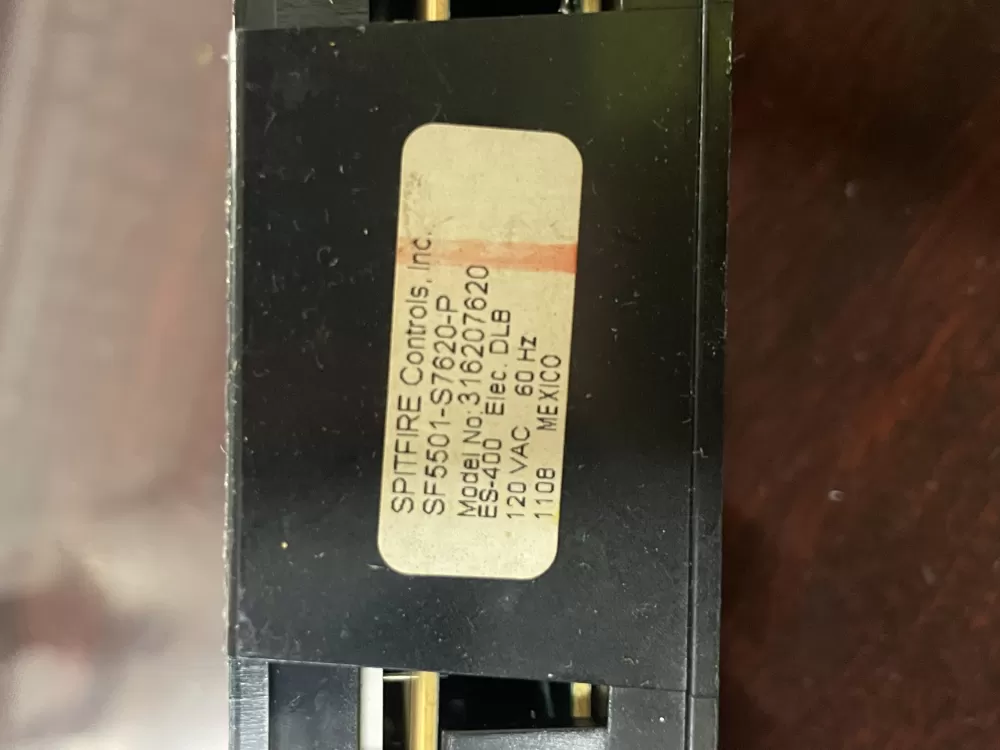 SPITFIRE Controls, Inc.
SF5501-S7620-P
Model No:316207620
ES-400 Elec. DLB
120 VAC 60 Hz
1108 MEXICO